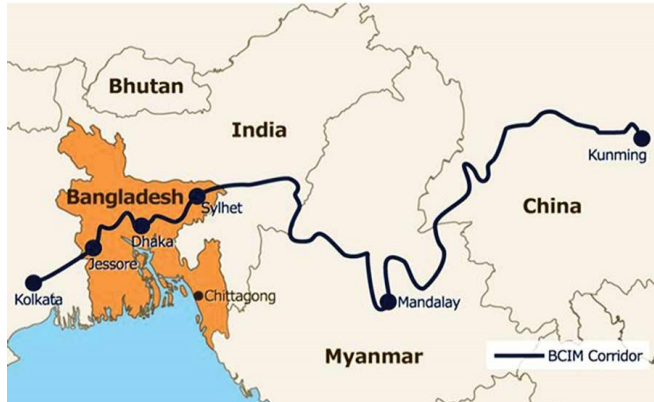 Bhutan
India
Bangladesh
Sylhet
Dhaka
Jessore
Kolkata
Chittagong
Kunming
China
Mandalay
Myanmar
BCIM Corridor